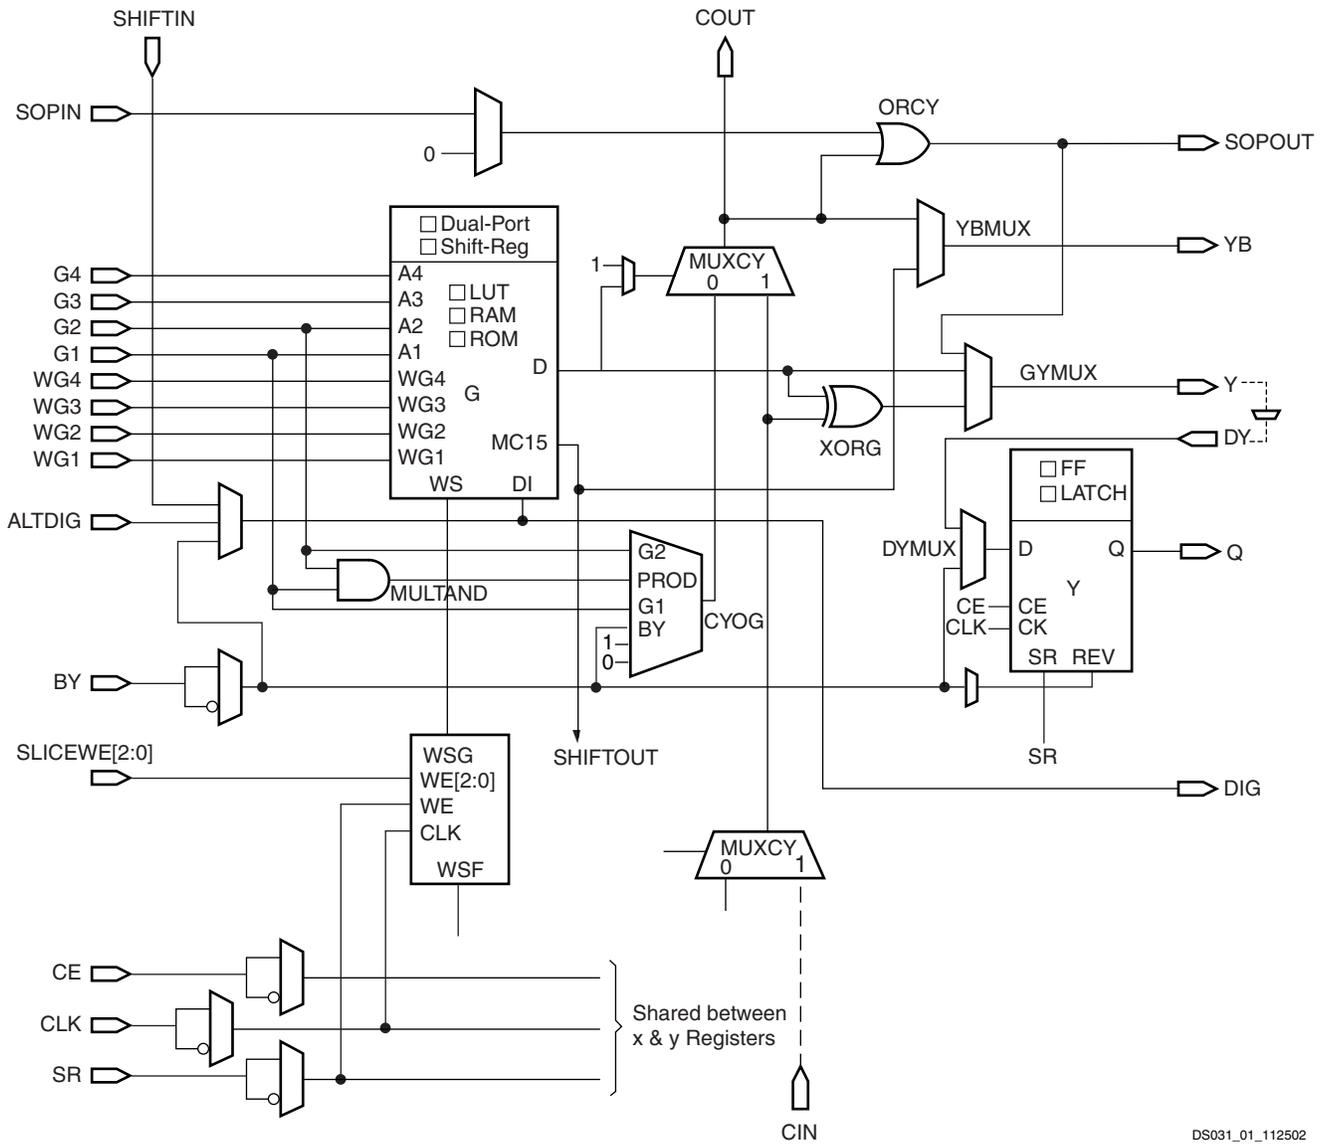 SHIFTIN
COUT
SOPIN
ORCY
0
SOPOUT
Dual-Port
Shift-Reg
YBMUX
YB
G4
A4
LUT
1
MUXCY
0 1
G3
A3
RAM
G2
A2
ROM
G1
A1
D
WG4
WG4
G
GYMUX
Y
WG3
WG3
WG2
WG2
MC15
XORG
DY
WG1
WG1
WS
DI
FF
LATCH
ALTDIG
G2
DYMUX
D
Q
Q
PROD
MULTAND
Y
G1
CYOG
CE
CE
BY
CLK
CK
1
0
SR REV
BY
SLICEWE[2:0]
WSG
SHIFTOUT
SR
WE[2:0]
DIG
WE
CLK
MUXCY
0 1
WSF
CE
CLK
Shared between
x & y Registers
SR
CIN
DS031_01_112502